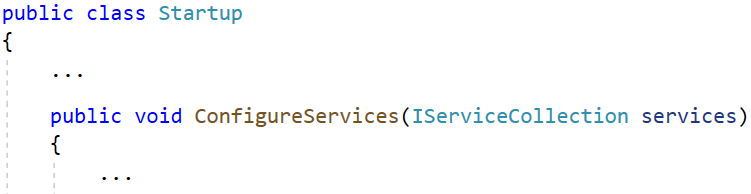 public class Startup
{
...
public void ConfigureServices(IServiceCollection services)
{
...